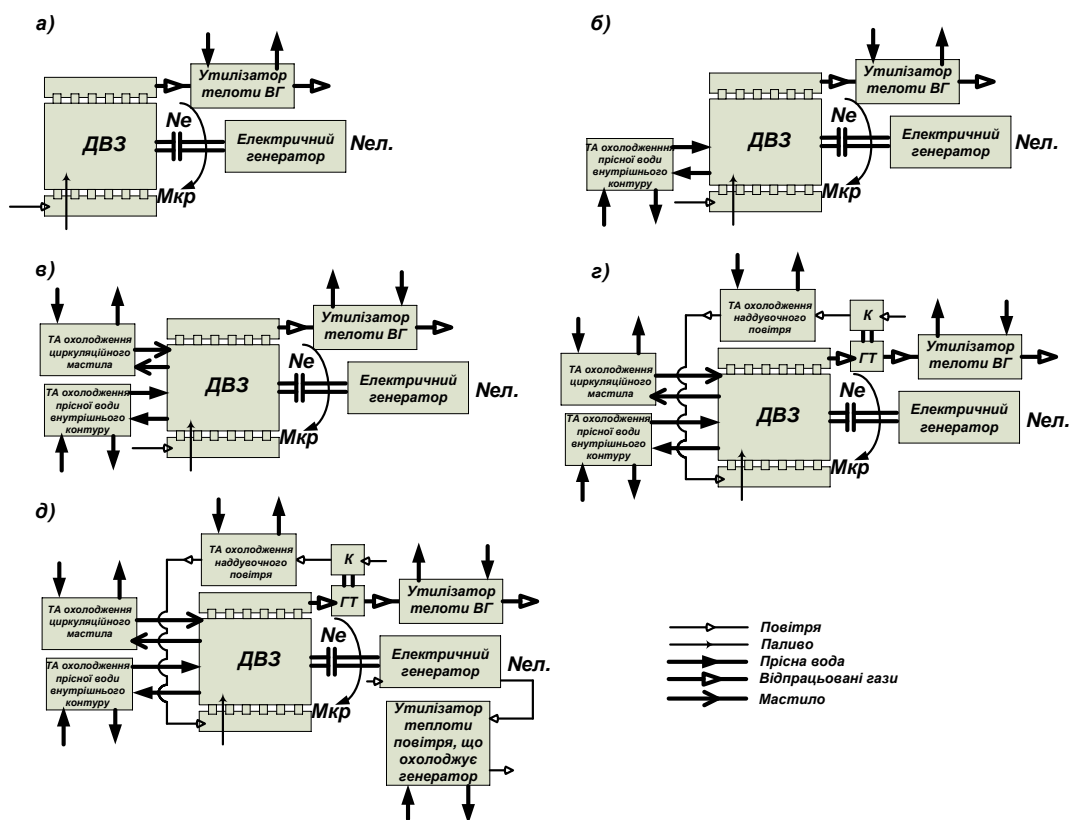 а)
Утилізатор
телоти ВГ
ДВЗ
Ne
Електричний
генератор
Nел.
Мкр
б)
Утилізатор
телоти ВГ
ДВЗ
Ne
Електричний
генератор
Nел.
ТА охолодженння
прісної води
внутрішнього
контуру
Мкр
в)
Утилізатор
телоти ВГ
ТА охолодження
циркуляційного
мастила
ДВЗ
Ne
Електричний
генератор
Nел.
ТА охолодження
прісної води
внутрішнього
контуру
Мкр
г)
ТА охолодження
наддувочного
повітря
К
ГТ
Утилізатор
телоти ВГ
ТА охолодження
циркуляційного
мастила
ДВЗ
Ne
Електричний
генератор
Nел.
ТА охолодження
прісної води
внутрішнього
контуру
Мкр
д)
ТА охолодження
наддувочного
повітря
К
ГТ
Утилізатор
телоти ВГ
ТА охолодження
циркуляційного
мастила
ДВЗ
Ne
Електричний
генератор
Nел.
ТА охолодження
прісної води
внутрішнього
контуру
Мкр
Утилізатор
теплоти
повітря, що
охолоджує
генератор
Повітря
Паливо
Прісна вода
Відпрацьовані гази
Мастило